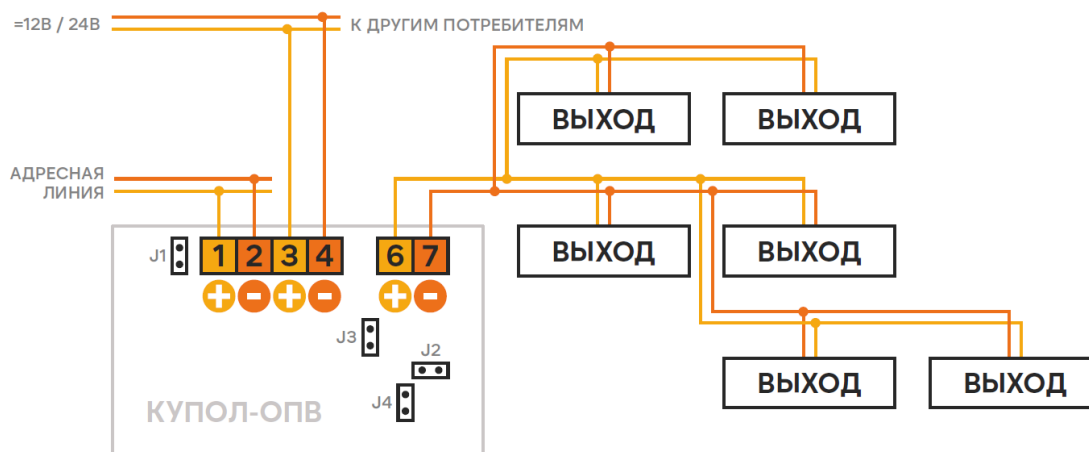 =12В / 24В
К ДРУГИМ ПОТРЕБИТЕЛЯМ
ВЫХОД
ВЫХОД
АДРЕСНАЯ
ЛИНИЯ
J1
1 2 3 4
6 7
ВЫХОД
ВЫХОД
+ - + -
+ -
J3
J2
J4
КУПОЛ-ОПВ
ВЫХОД
ВЫХОД